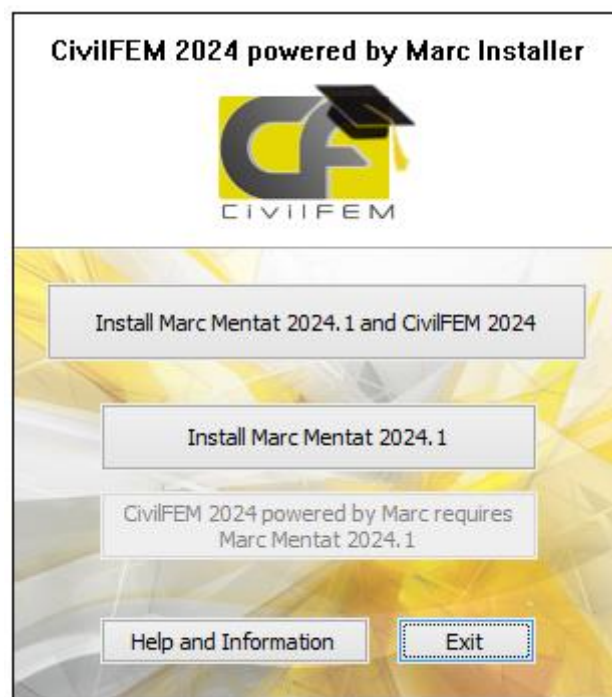 CivilFEM 2024 powered by Marc Installer
CF
CIVIlFEM
Install Marc Mentat 2024.1 and CivilFEM 2024
Install Marc Mentat 2024.1
CivilFEM 2024 powered by Marc requires
Marc Mentat 2024.1
Help and Information
Exit